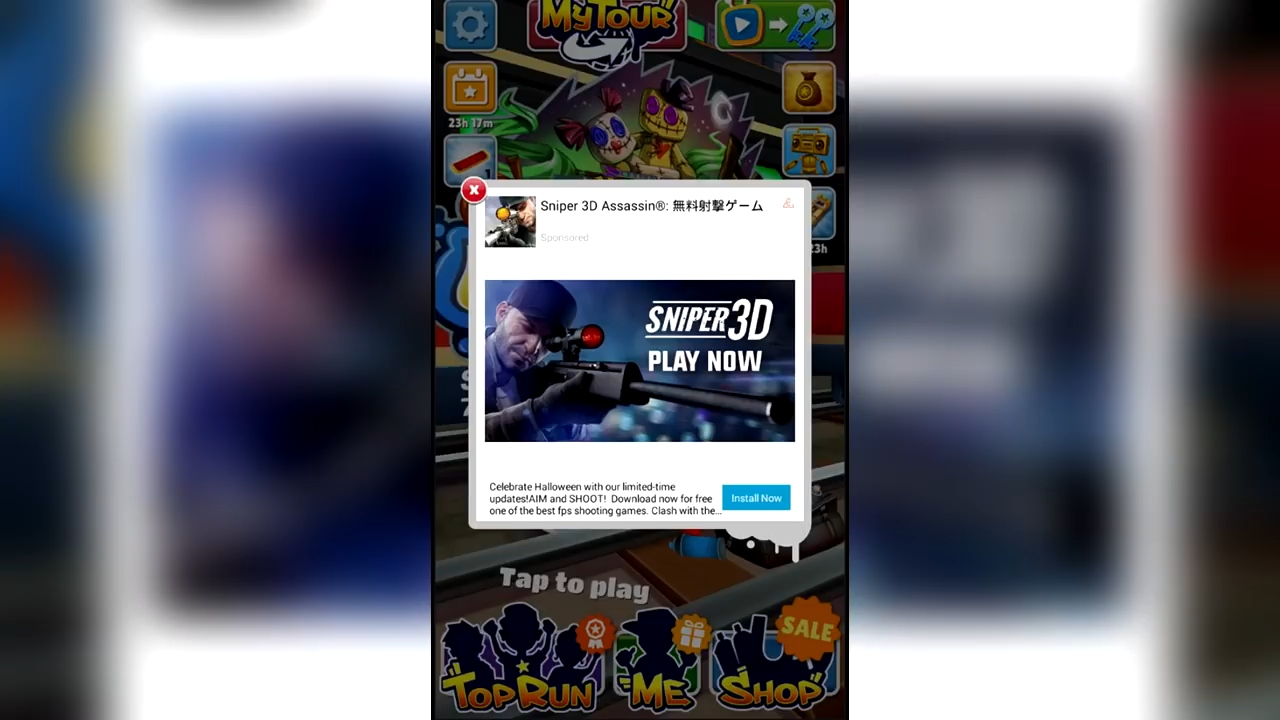 MYTOUR
23h 17m
1
Sniper 3D Assassin®: 無料射撃ゲーム
Sponsored
23h
SNIPER 3D
PLAY NOW
Celebrate Halloween with our limited-time
updates!AIM and SHOOT!  Download now for free
one of the best fps shooting games. Clash with the...
Install Now
Tap to play
SALE
TOP RUN
ME
SHOP